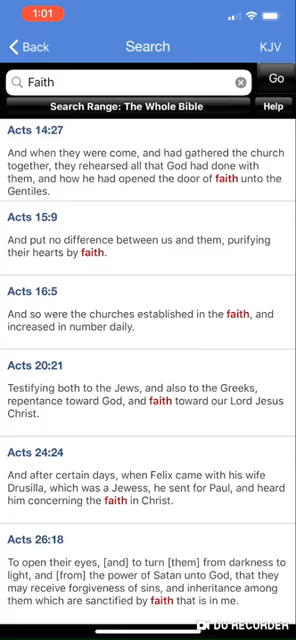 1:01
Back
Search
KJV
Faith
Go
Search Range: The Whole Bible
Help
Acts 14:27
And when they were come, and had gathered the church
together, they rehearsed all that God had done with
them, and how he had opened the door of faith unto the
Gentiles.
Acts 15:9
And put no difference between us and them, purifying
their hearts by faith.
Acts 16:5
And so were the churches established in the faith, and
increased in number daily.
Acts 20:21
Testifying both to the Jews, and also to the Greeks,
repentance toward God, and faith toward our Lord Jesus
Christ.
Acts 24:24
And after certain days, when Felix came with his wife
Drusilla, which was a Jewess, he sent for Paul, and heard
him concerning the faith in Christ.
Acts 26:18
To open their eyes, [and] to turn [them] from darkness to
light, and [from] the power of Satan unto God, that they
may receive forgiveness of sins, and inheritance among
them which are sanctified by faith that is in me.
DU RECORDER